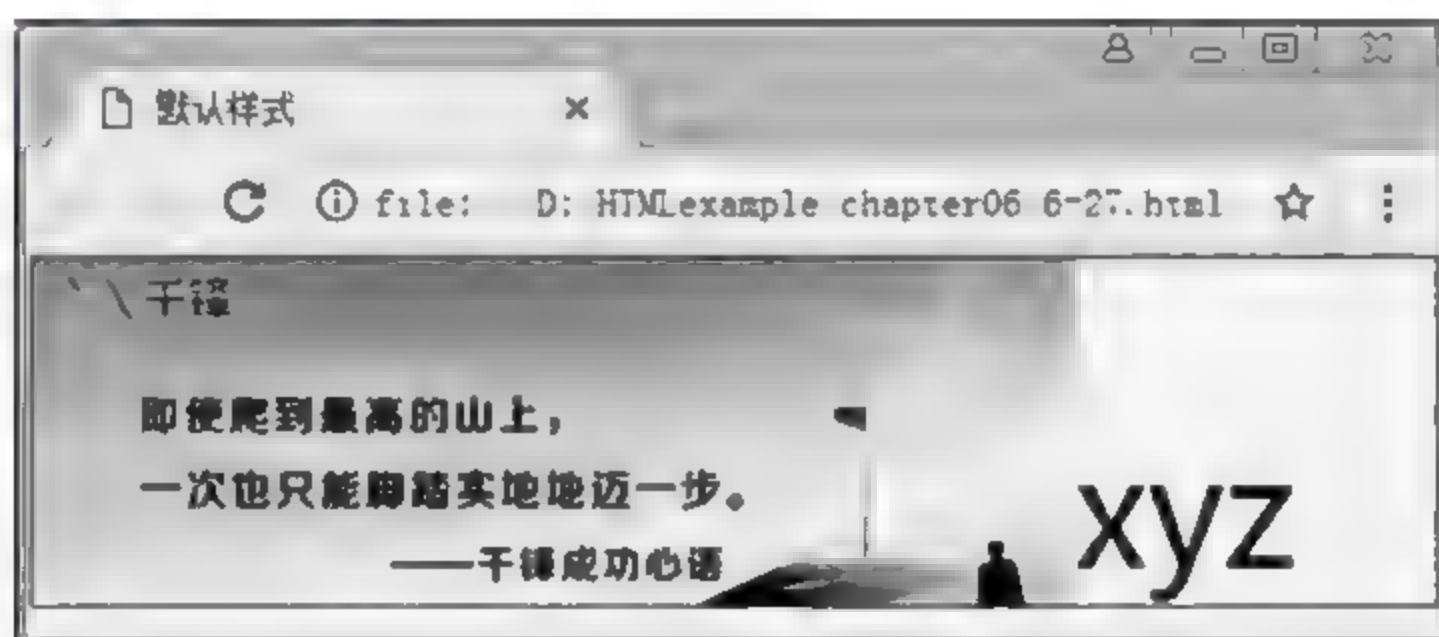 默认样式
file: D: HTMLexample chapter06 6-27.html
千锋
即使爬到最高的山上，
一次也只能脚踏实地地迈一步。
——千锋成功心语
xyz